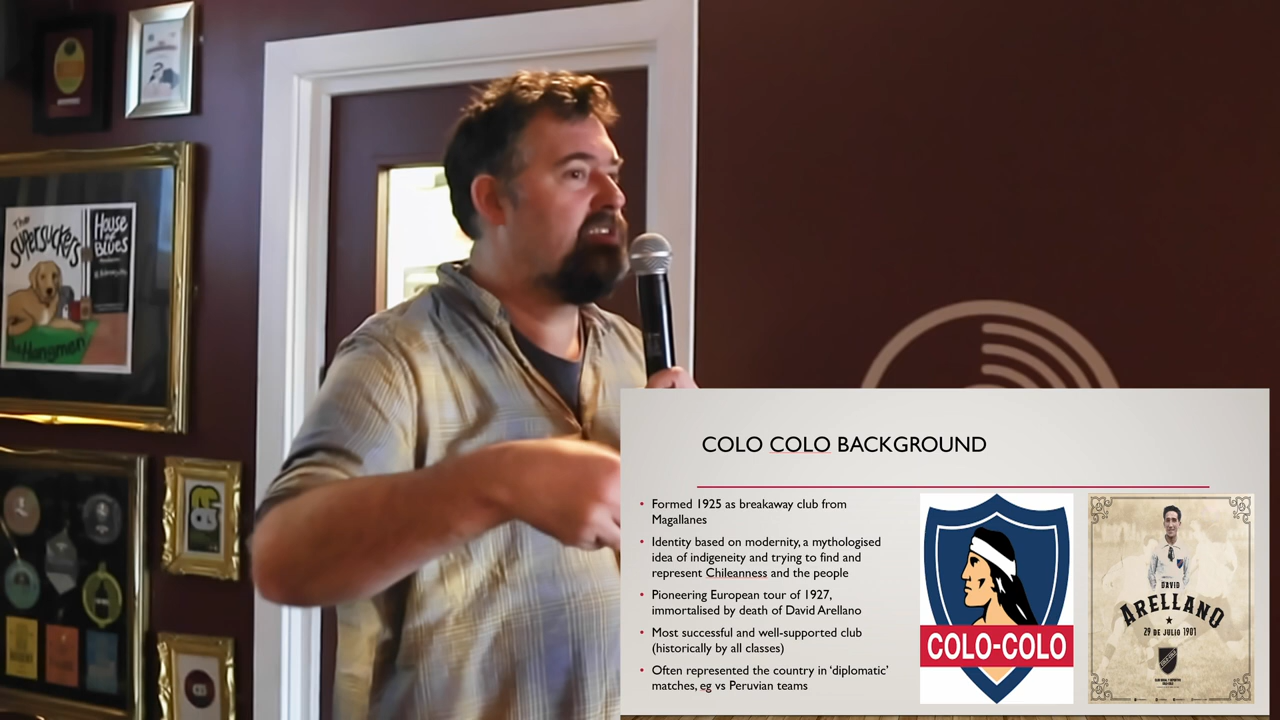 The
SUPERSUCKERS
HOUSE
OF
BLUES
Hangmen
COLO COLO BACKGROUND
• Formed 1925 as breakaway club from
Magallanes
• Identity based on modernity, a mythologised
idea of indigeneity and trying to find and
represent Chileanness and the people
• Pioneering European tour of 1927,
immortalised by death of David Arellano
• Most successful and well-supported club
(historically by all classes)
• Often represented the country in ‘diplomatic’
matches, eg vs Peruvian teams
COLO-COLO
DAVID
ARELLANO
29 DE JULIO 1901